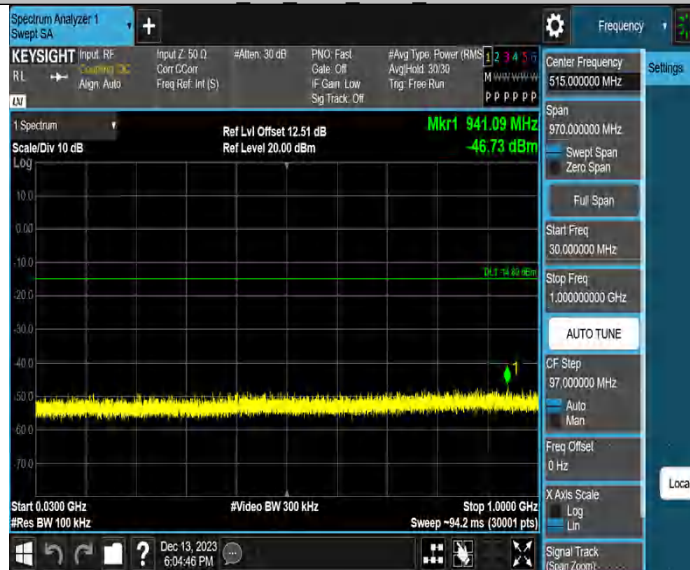 Spectrum Analyzer 1
Swept SA
Frequency
KEYSIGHT
RL
Input: RF
Coupling: DC
Align: Auto
Input Z: 50 Ω
Corr CCorr
Freq Ref: Int (S)
#Atten: 30 dB
PNO: Fast
Gate: Off
IF Gain: Low
Sig Track: Off
#Avg Type: Power (RMS
Avg|Hold: 30/30
Trig: Free Run
1 2 3 4 5 6
M W W W W W
P P P P P P
LXI
Center Frequency
515.000000 MHz
Settings
Span
970.000000 MHz
Swept Span
Zero Span
Full Span
Start Freq
30.000000 MHz
Stop Freq
1.000000000 GHz
AUTO TUNE
CF Step
97.000000 MHz
Auto
Man
Freq Offset
0 Hz
X Axis Scale
Log
Lin
Signal Track
(Span Zoom)
Loca
1 Spectrum
Scale/Div 10 dB
Log
Ref Lvl Offset 12.51 dB
Ref Level 20.00 dBm
Mkr1 941.09 MHz
-46.73 dBm
10.0
0.00
-10.0
-20.0
-30.0
-40.0
-50.0
-60.0
-70.0
1
Start 0.0300 GHz
#Res BW 100 kHz
#Video BW 300 kHz
Stop 1.0000 GHz
Sweep ~94.2 ms (30001 pts)
Dec 13, 2023
6:04:46 PM